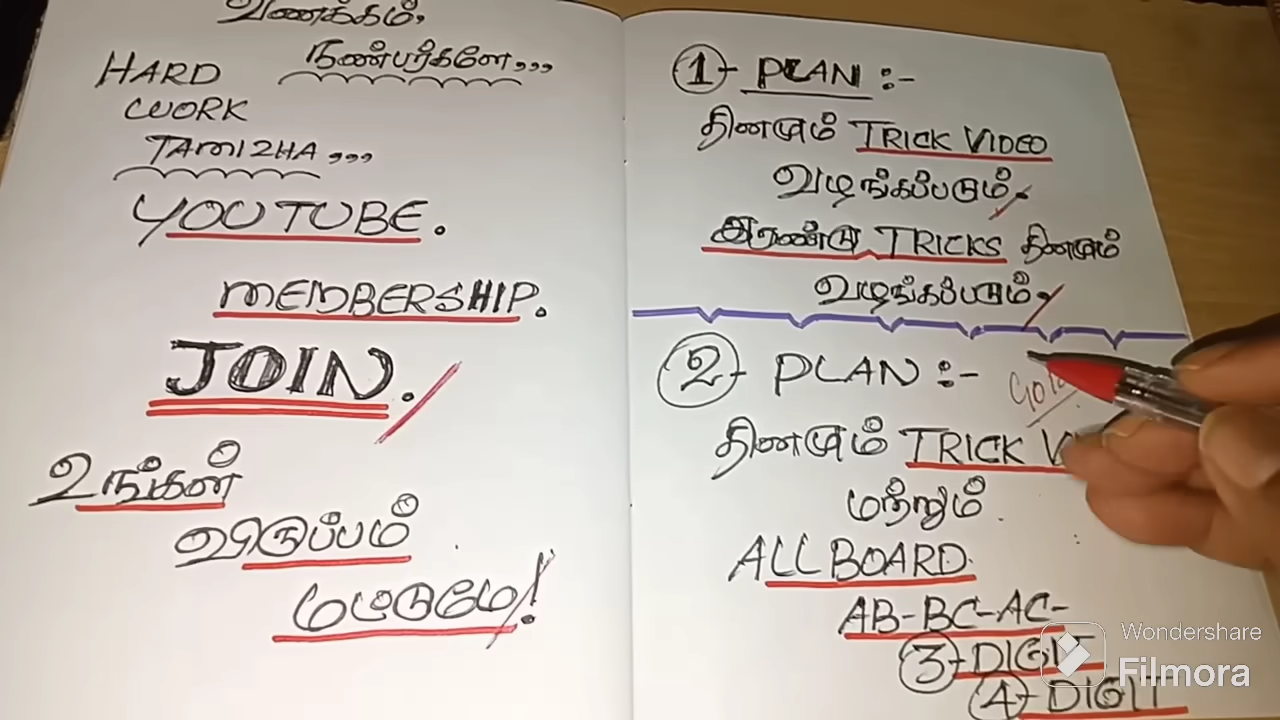 வணக்கம்,
நண்பர்களே,,,
HARD
WORK
TAMIZHA,,,
YOUTUBE.
MEMBERSHIP.
JOIN.
உங்கள்
விருப்பம்
மட்டுமே!
1- PLAN :-
தினமும் TRICK VIDEO
வழங்கப்படும்.
இரண்டு TRICKS தினமும்
வழங்கப்படும்.
2- PLAN :-
தினமும் TRICK
மற்றும்
ALL BOARD
AB-BC-AC-
3-DIGIT
4-DIGIT
Wondershare
Filmora